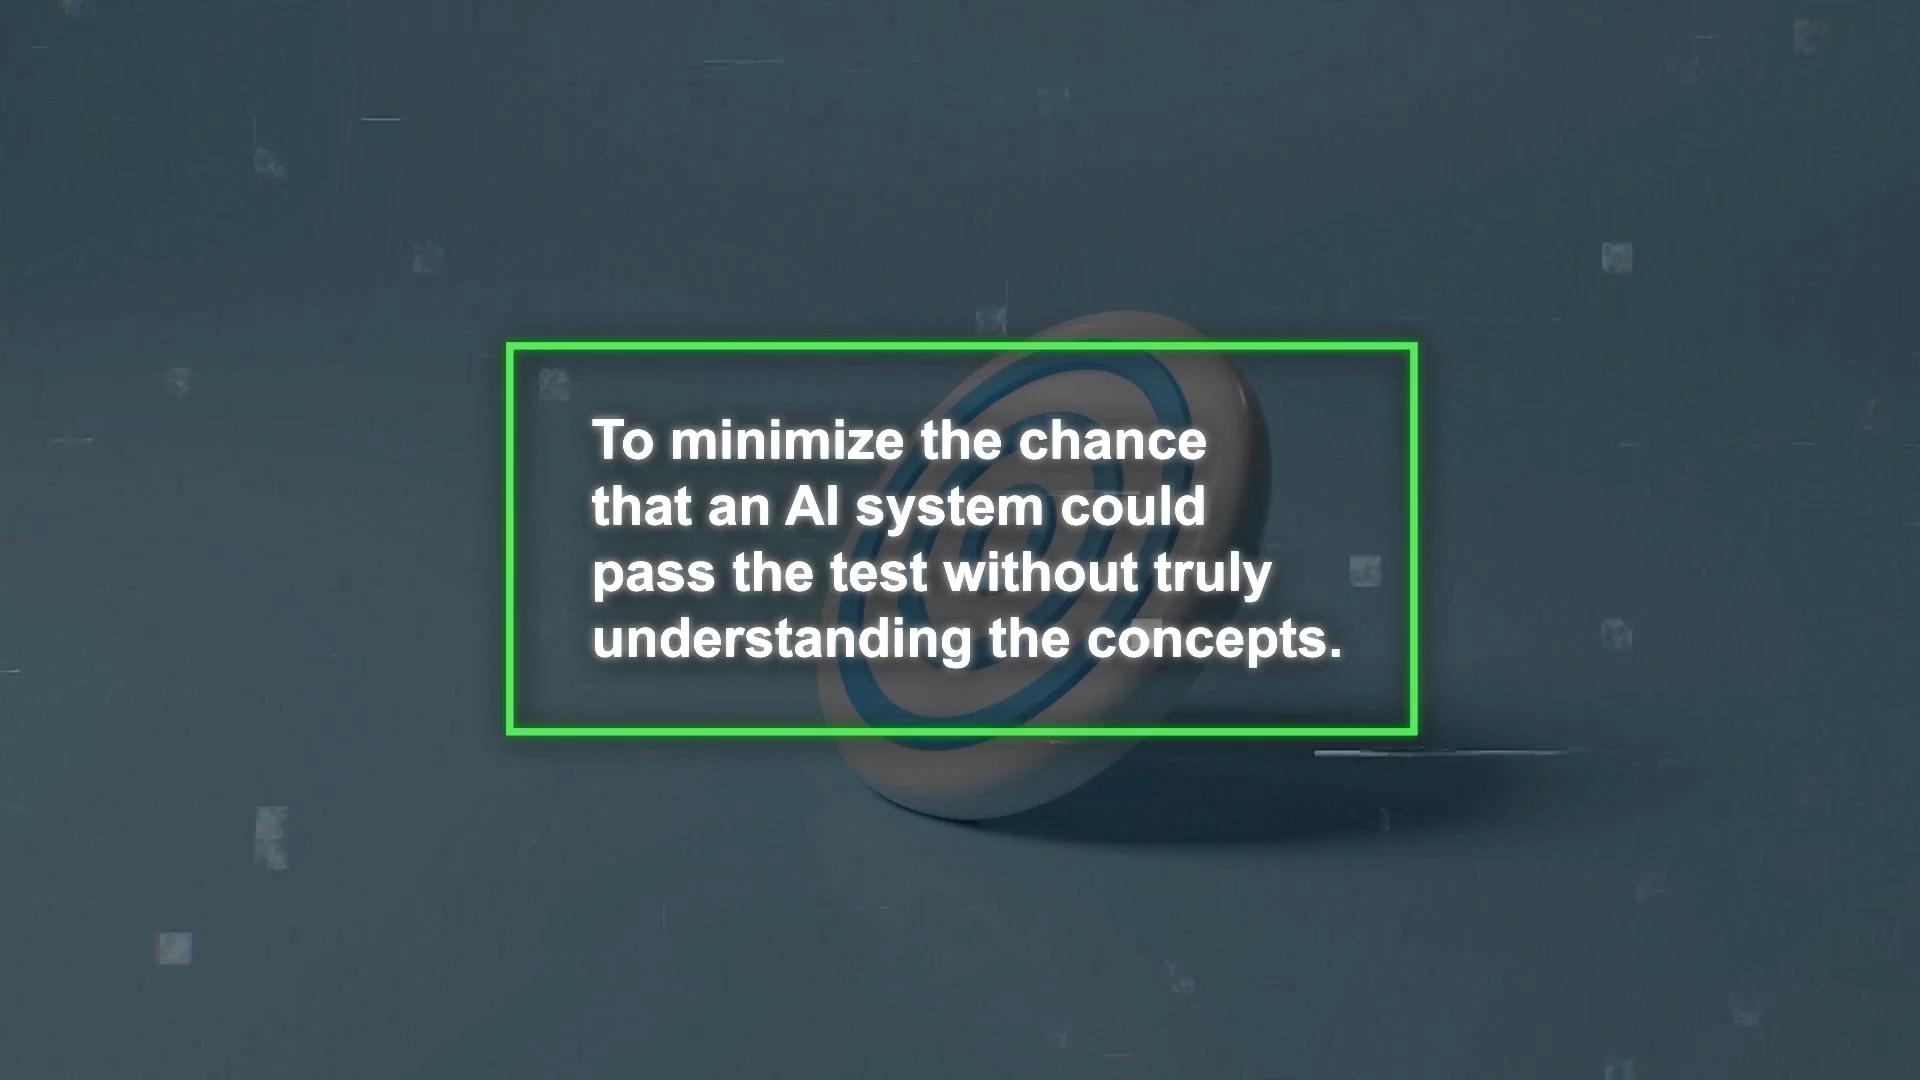 To minimize the chance
that an AI system could
pass the test without truly
understanding the concepts.